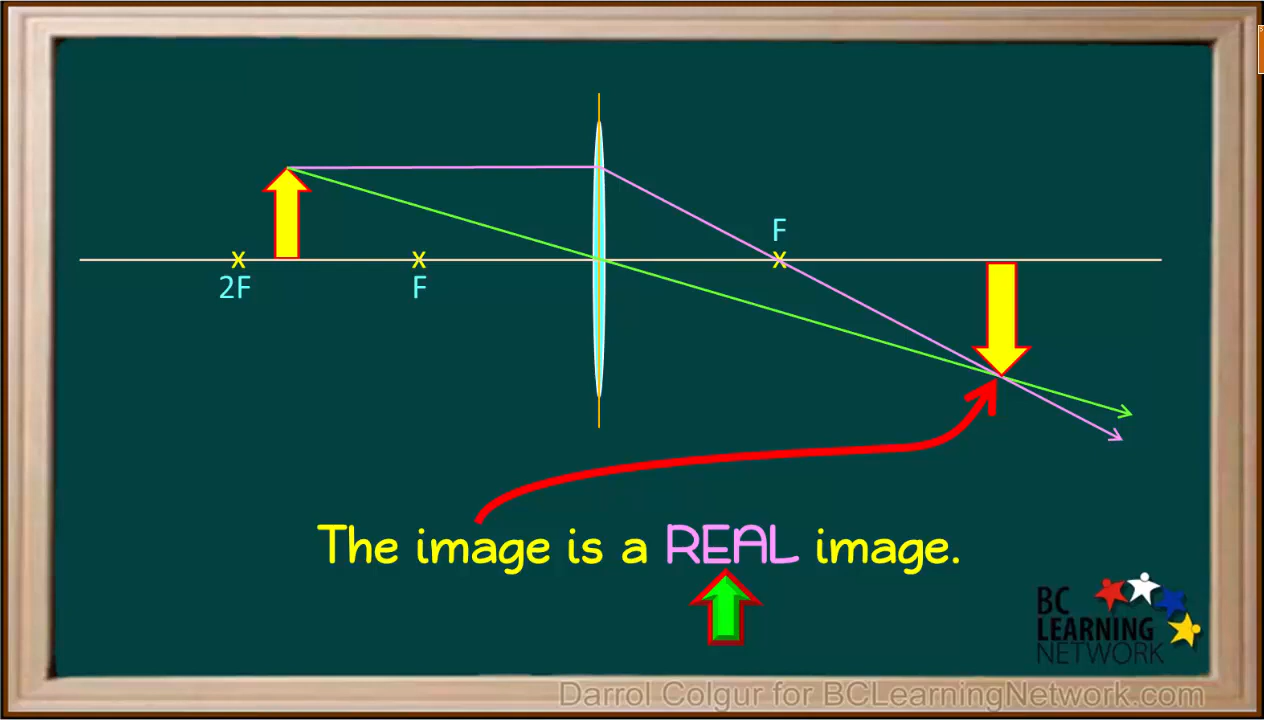 F
2F
F
The image is a REAL image.
BC
LEARNING
NETWORK
Darrol Colgur for BCLearningNetwork.com